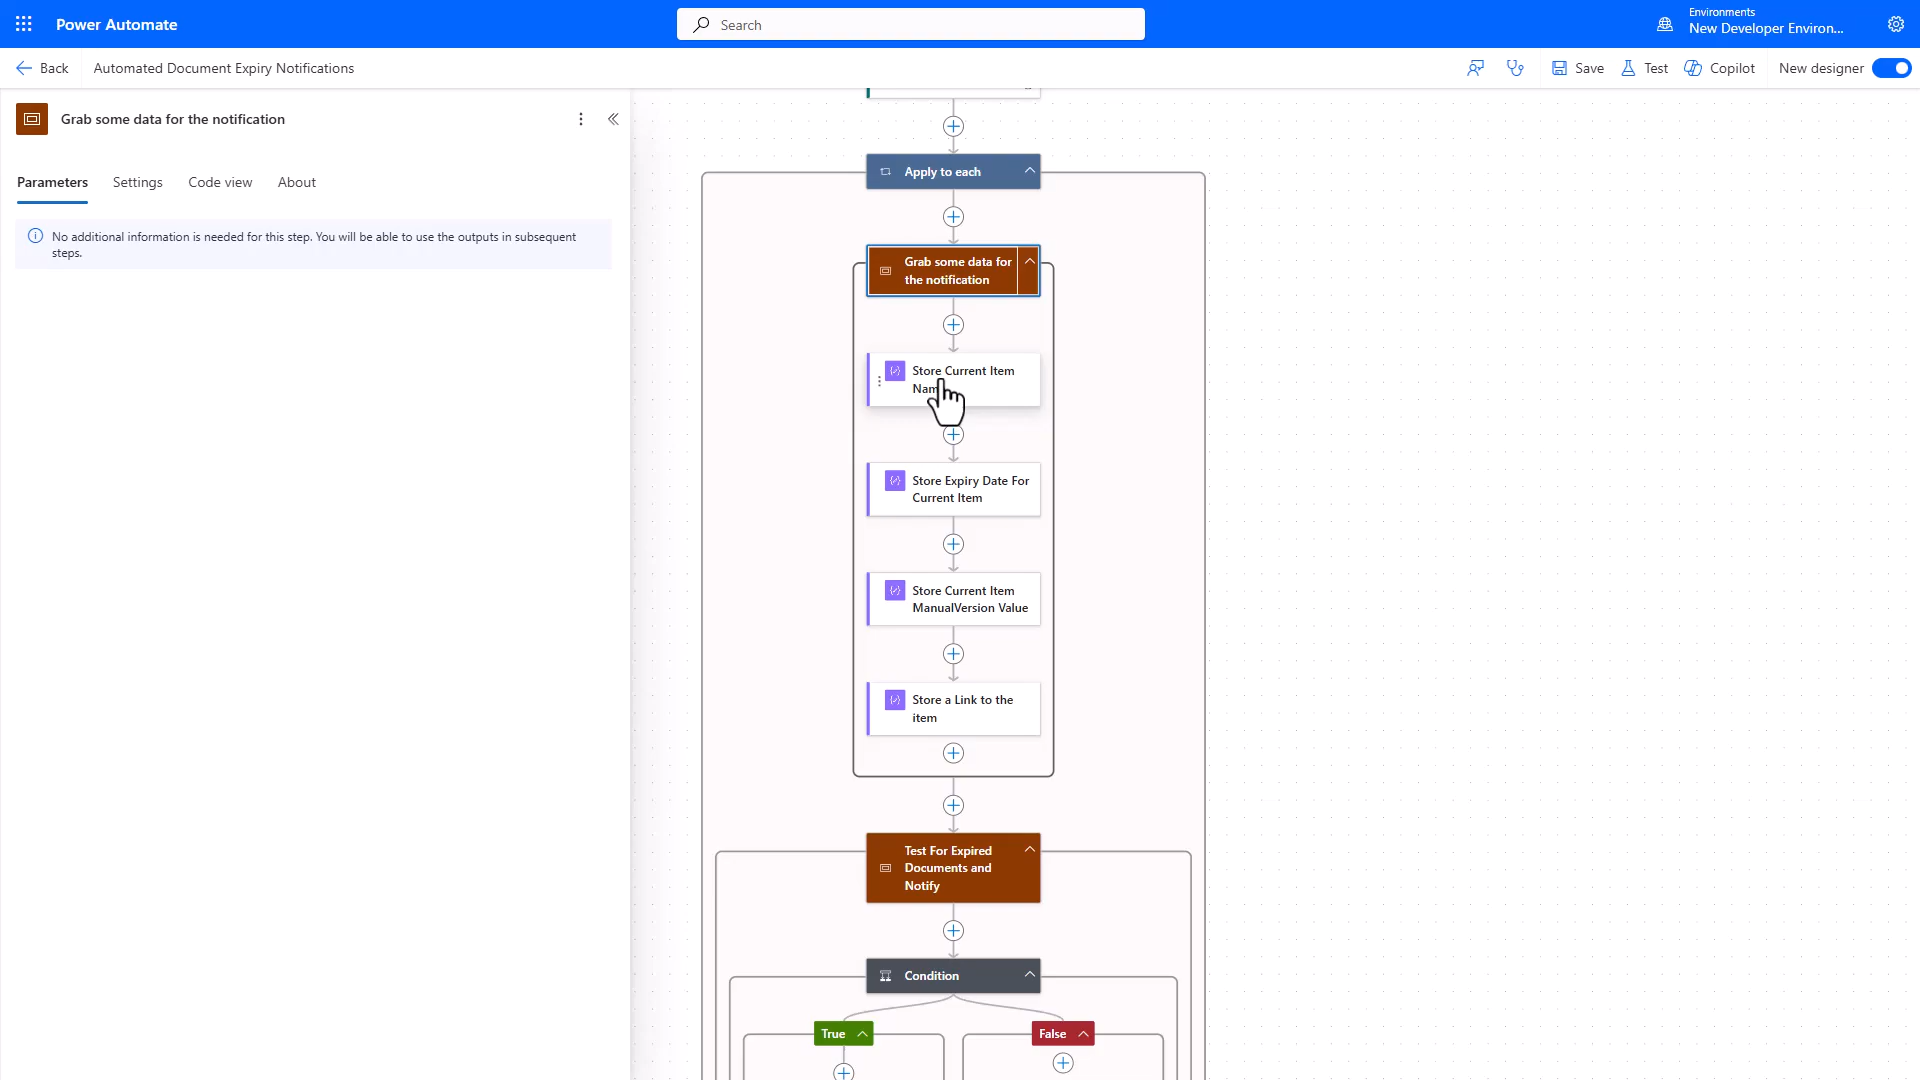 Power Automate
Search
Environments
New Developer Environ...
Back
Automated Document Expiry Notifications
Save
Test
Copilot
New designer
Grab some data for the notification
Parameters
Settings
Code view
About
No additional information is needed for this step. You will be able to use the outputs in subsequent
steps.
Apply to each
Grab some data for
the notification
Store Current Item
Nam
Store Expiry Date For
Current Item
Store Current Item
ManualVersion Value
Store a Link to the
item
Test For Expired
Documents and
Notify
Condition
True
False